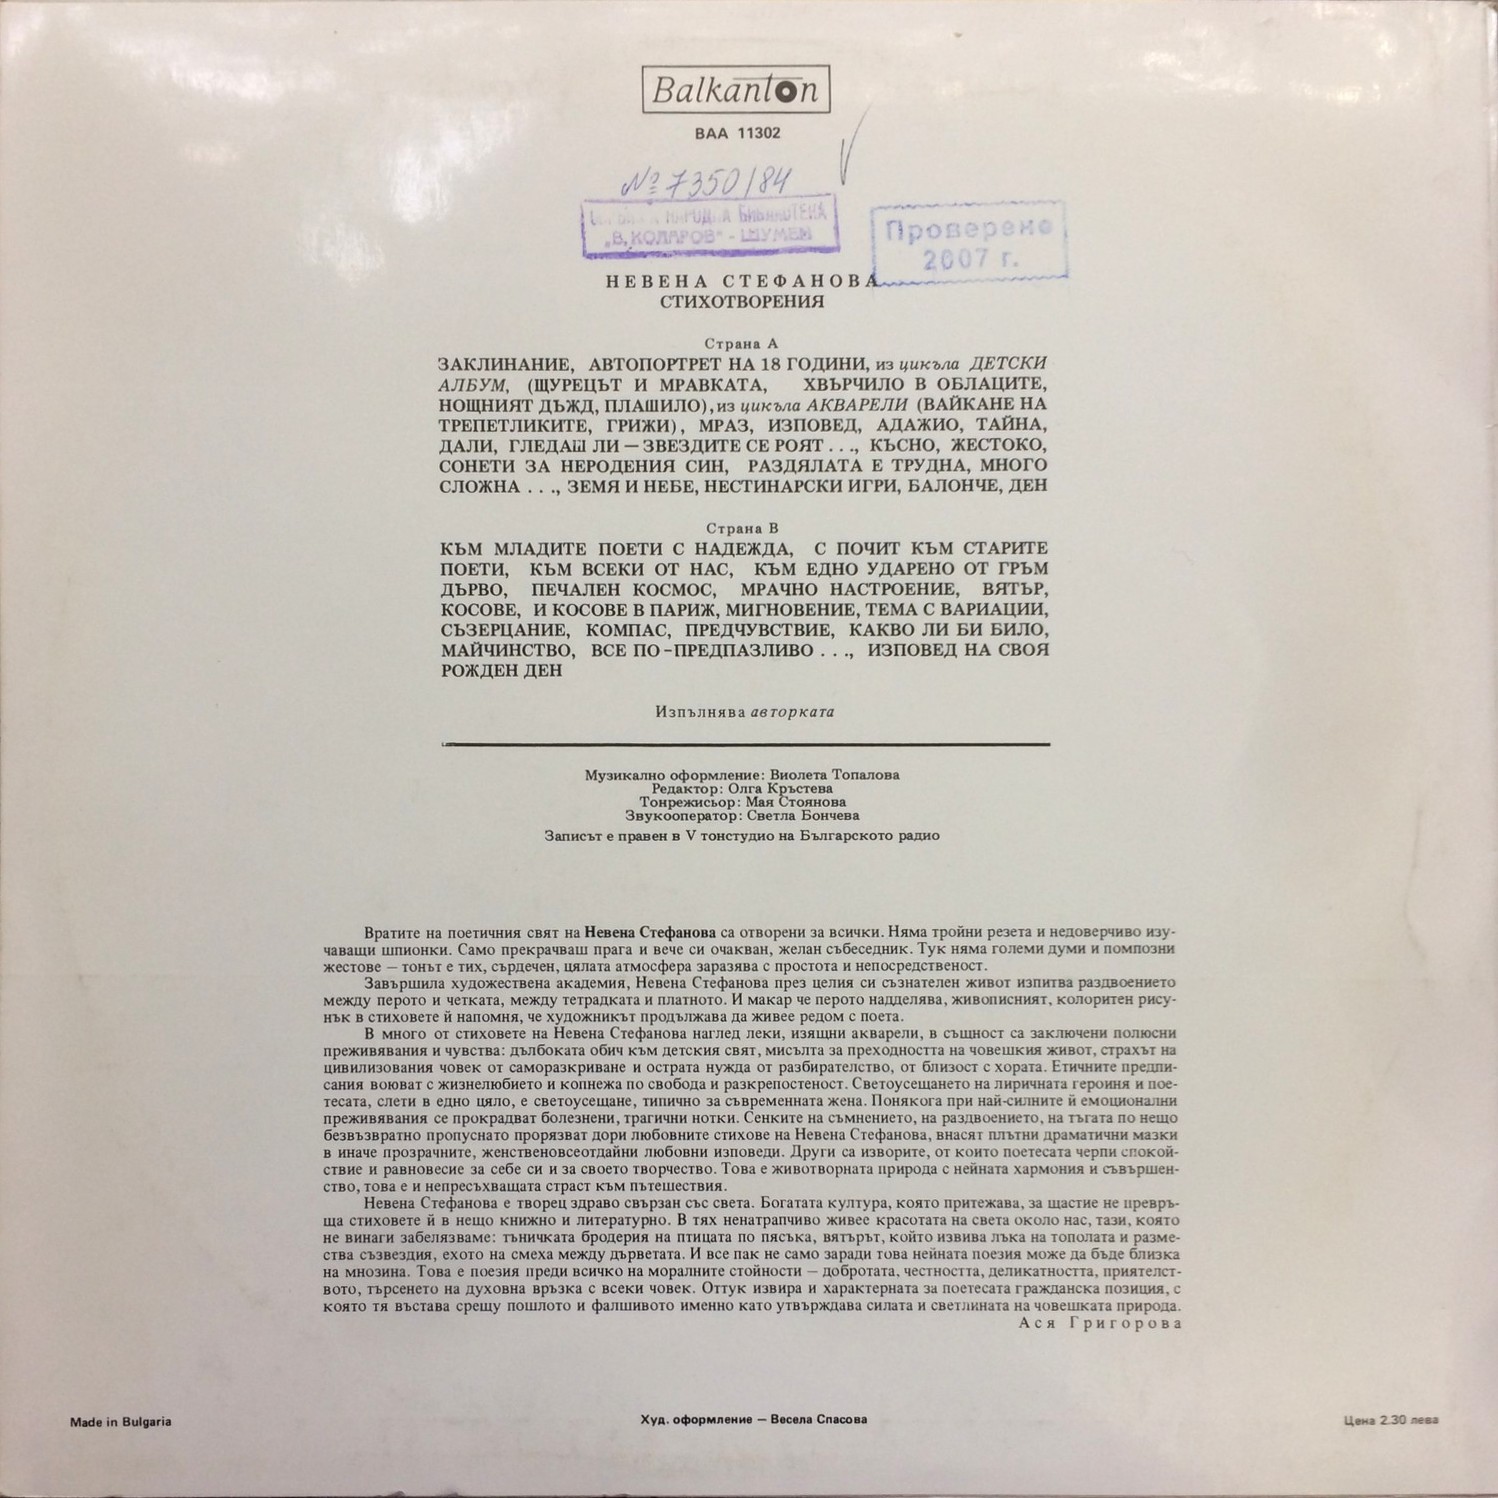 Balkanton
ВАА 11302
№ 7350/84
НАРОДНА БИБЛИОТЕКА
„В. КОЛАРОВ" - ШУМЕН
Проверено
2007 г.
НЕВЕНА СТЕФАНОВА
СТИХОТВОРЕНИЯ
Страна А
ЗАКЛИНАНИЕ, АВТОПОРТРЕТ НА 18 ГОДИНИ, из цикъла ДЕТСКИ
АЛБУМ, (ЩУРЕЦЪТ И МРАВКАТА, ХВЪРЧИЛО В ОБЛАЦИТЕ,
НОЩНИЯТ ДЪЖД, ПЛАШИЛО), из цикъла АКВАРЕЛИ (ВАЙКАНЕ НА
ТРЕПЕТЛИКИТЕ, ГРИЖИ), МРАЗ, ИЗПОВЕД, АДАЖИО, ТАЙНА,
ДАЛИ, ГЛЕДАШ ЛИ — ЗВЕЗДИТЕ СЕ РОЯТ . . ., КЪСНО, ЖЕСТОКО,
СОНЕТИ ЗА НЕРОДЕНИЯ СИН, РАЗДЯЛАТА Е ТРУДНА, МНОГО
СЛОЖНА . . ., ЗЕМЯ И НЕБЕ, НЕСТИНАРСКИ ИГРИ, БАЛОНЧЕ, ДЕН
Страна В
КЪМ МЛАДИТЕ ПОЕТИ С НАДЕЖДА, С ПОЧИТ КЪМ СТАРИТЕ
ПОЕТИ, КЪМ ВСЕКИ ОТ НАС, КЪМ ЕДНО УДАРЕНО ОТ ГРЪМ
ДЪРВО, ПЕЧАЛЕН КОСМОС, МРАЧНО НАСТРОЕНИЕ, ВЯТЪР,
КОСОВЕ, И КОСОВЕ В ПАРИЖ, МИГНОВЕНИЕ, ТЕМА С ВАРИАЦИИ,
СЪЗЕРЦАНИЕ, КОМПАС, ПРЕДЧУВСТВИЕ, КАКВО ЛИ БИ БИЛО,
МАЙЧИНСТВО, ВСЕ ПО-ПРЕДПАЗЛИВО . . ., ИЗПОВЕД НА СВОЯ
РОЖДЕН ДЕН
Изпълнява авторката
Музикално оформление: Виолета Топалова
Редактор: Олга Кръстева
Тонрежисьор: Мая Стоянова
Звукооператор: Светла Бончева
Записът е правен в V тонстудио на Българското радио
Вратите на поетичния свят на Невена Стефанова са отворени за всички. Няма тройни резета и недоверчиво изу-
чаващи шпионки. Само прекрачваш прага и вече си очакван, желан събеседник. Тук няма големи думи и помпозни
жестове — тонът е тих, сърдечен, цялата атмосфера заразява с простота и непосредственост.
Завършила художествена академия, Невена Стефанова през целия си съзнателен живот изпитва раздвоението
между перото и четката, между тетрадката и платното. И макар че перото надделява, живописният, колоритен рису-
нък в стиховете й напомня, че художникът продължава да живее редом с поета.
В много от стиховете на Невена Стефанова наглед леки, изящни акварели, в същност са заключени полюсни
преживявания и чувства: дълбоката обич към детския свят, мисълта за преходността на човешкия живот, страхът на
цивилизования човек от саморазкриване и острата нужда от разбирателство, от близост с хората. Етичните предпи-
сания воюват с жизнелюбието и копнежа по свобода и разкрепостеност. Светоусещането на лиричната героиня и пое-
тесата, слети в едно цяло, е светоусещане, типично за съвременната жена. Понякога при най-силните й емоционални
преживявания се прокрадват болезнени, трагични нотки. Сенките на съмнението, на раздвоението, на тъгата по нещо
безвъзвратно пропуснато прорязват дори любовните стихове на Невена Стефанова, внасят плътни драматични мазки
в иначе прозрачните, женственовсеотдайни любовни изповеди. Други са изворите, от които поетесата черпи спокой-
ствие и равновесие за себе си и за своето творчество. Това е животворната природа с нейната хармония и съвършен-
ство, това е и непресъхващата страст към пътешествия.
Невена Стефанова е творец здраво свързан със света. Богатата култура, която притежава, за щастие не превръ-
ща стиховете й в нещо книжно и литературно. В тях ненатрапчиво живее красотата на света около нас, тази, която
не винаги забелязваме: тъничката бродерия на птицата по пясъка, вятърът, който извива лъка на тополата и разме-
ства съзвездия, ехото на смеха между дърветата. И все пак не само заради това нейната поезия може да бъде близка
на мнозина. Това е поезия преди всичко на моралните стойности — добротата, честността, деликатността, приятелст-
вото, търсенето на духовна връзка с всеки човек. Оттук извира и характерната за поетесата гражданска позиция, с
която тя въстава срещу пошлото и фалшивото именно като утвърждава силата и светлината на човешката природа.
Ася Григорова
Made in Bulgaria
Худ. оформление — Весела Спасова
Цена 2.30 лева